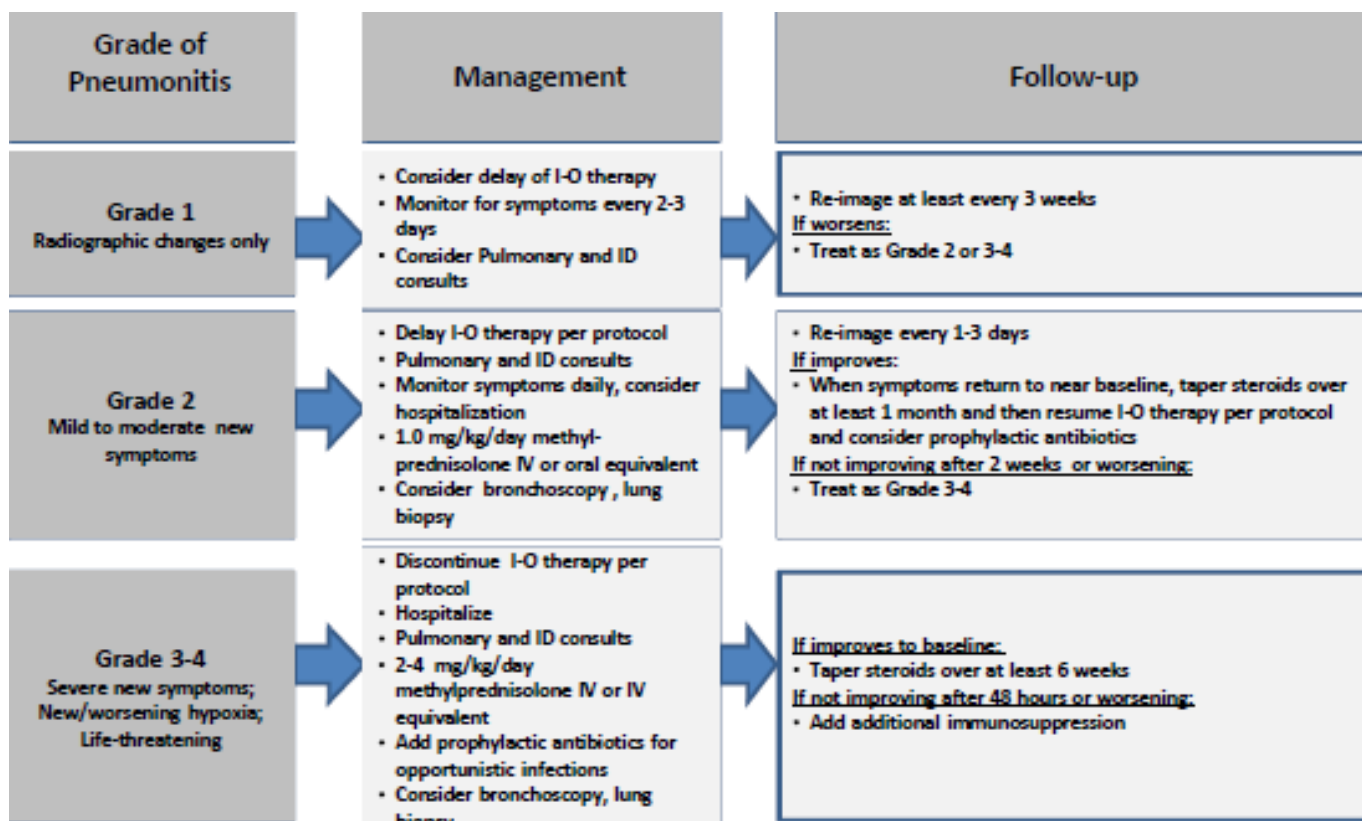 Grade of
Pneumonitis
Management
Follow-up
Grade 1
Radiographic changes only
• Consider delay of I-O therapy
• Monitor for symptoms every 2-3
days
• Consider Pulmonary and ID
consults
• Re-image at least every 3 weeks
If worsens:
• Treat as Grade 2 or 3-4
Grade 2
Mild to moderate new
symptoms
• Delay I-O therapy per protocol
• Pulmonary and ID consults
• Monitor symptoms daily, consider
hospitalization
• 1.0 mg/kg/day methyl-
prednisolone IV or oral equivalent
• Consider bronchoscopy , lung
biopsy
• Re-image every 1-3 days
If improves:
• When symptoms return to near baseline, taper steroids over
at least 1 month and then resume I-O therapy per protocol
and consider prophylactic antibiotics
If not improving after 2 weeks or worsening:
• Treat as Grade 3-4
Grade 3-4
Severe new symptoms;
New/worsening hypoxia;
Life-threatening
• Discontinue I-O therapy per
protocol
• Hospitalize
• Pulmonary and ID consults
• 2-4 mg/kg/day
methylprednisolone IV or IV
equivalent
• Add prophylactic antibiotics for
opportunistic infections
• Consider bronchoscopy, lung
If improves to baseline:
• Taper steroids over at least 6 weeks
If not improving after 48 hours or worsening:
• Add additional immunosuppression